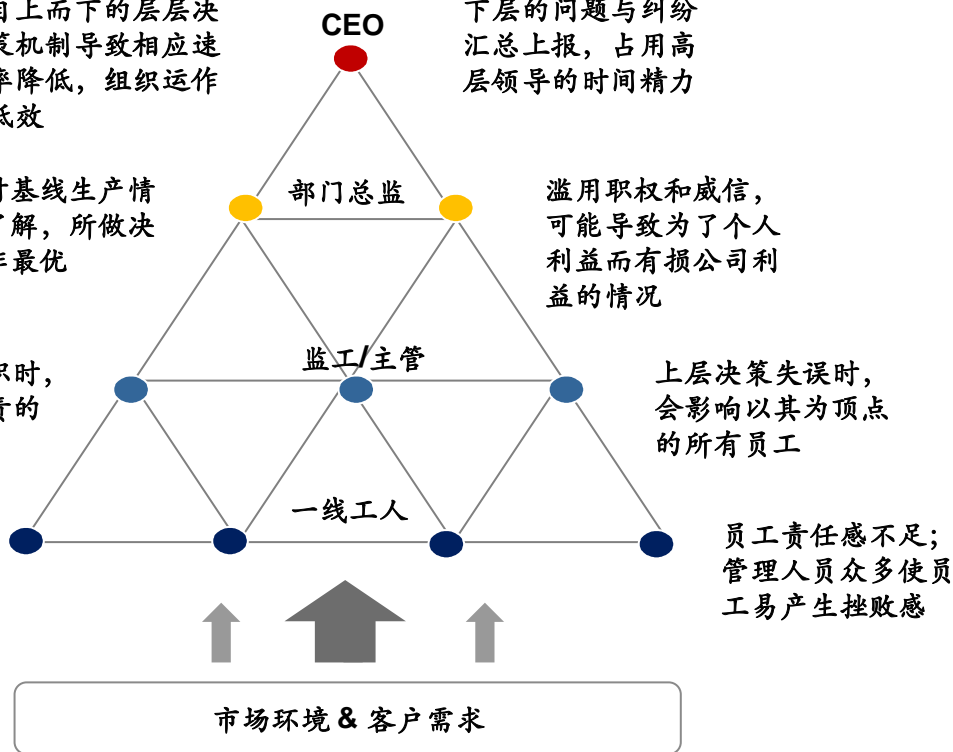 CEO
自上而下的层层决
策机制导致相应速
率降低，组织运作
低效
下层的问题与纠纷
汇总上报，占用高
层领导的时间精力
部门总监
对基线生产情
了解，所做决
非最优
滥用职权和威信，
可能导致为了个人
利益而有损公司利
益的情况
监工/主管
职时，
责的
上层决策失误时，
会影响以其为顶点
的所有员工
一线工人
员工责任感不足；
管理人员众多使员
工易产生挫败感
市场环境 & 客户需求